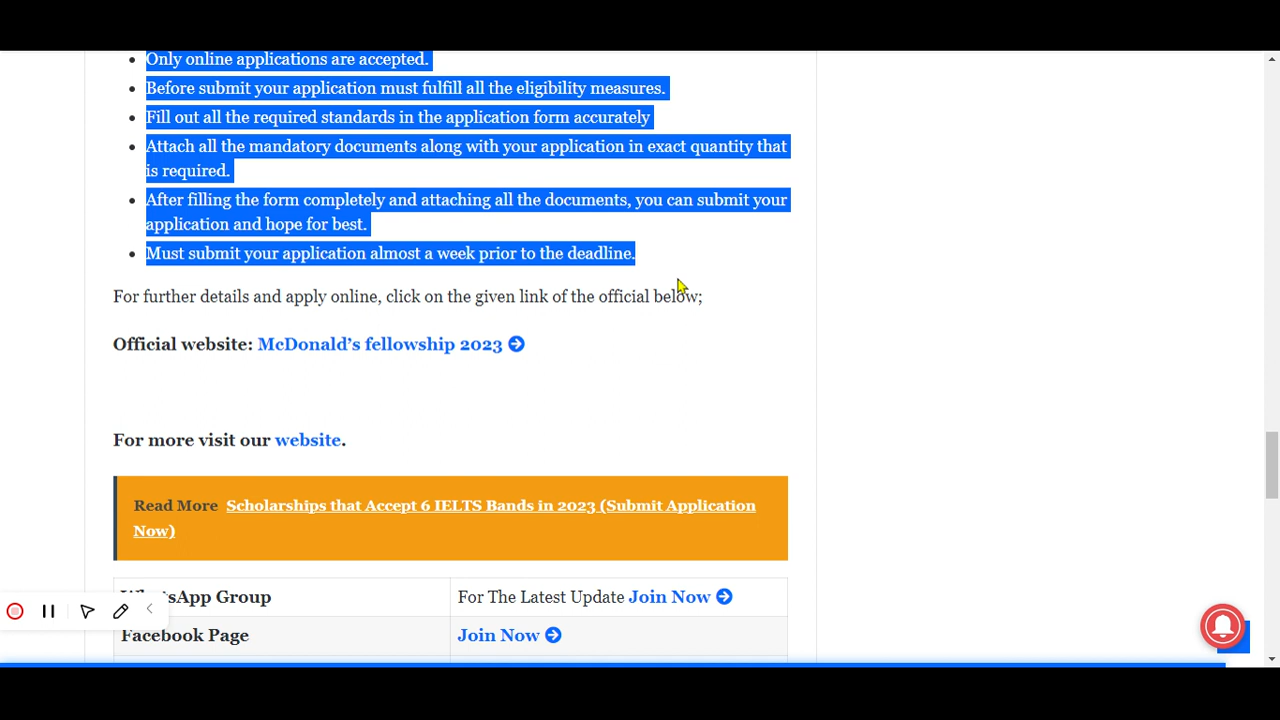 Only online applications are accepted.
Before submit your application must fulfill all the eligibility measures.
Fill out all the required standards in the application form accurately
Attach all the mandatory documents along with your application in exact quantity that
is required.
After filling the form completely and attaching all the documents, you can submit your
application and hope for best.
Must submit your application almost a week prior to the deadline.
For further details and apply online, click on the given link of the official below;
Official website: McDonald's fellowship 2023
For more visit our website.
Read More Scholarships that Accept 6 IELTS Bands in 2023 (Submit Application
Now)
WhatsApp Group For The Latest Update Join Now
Facebook Page Join Now